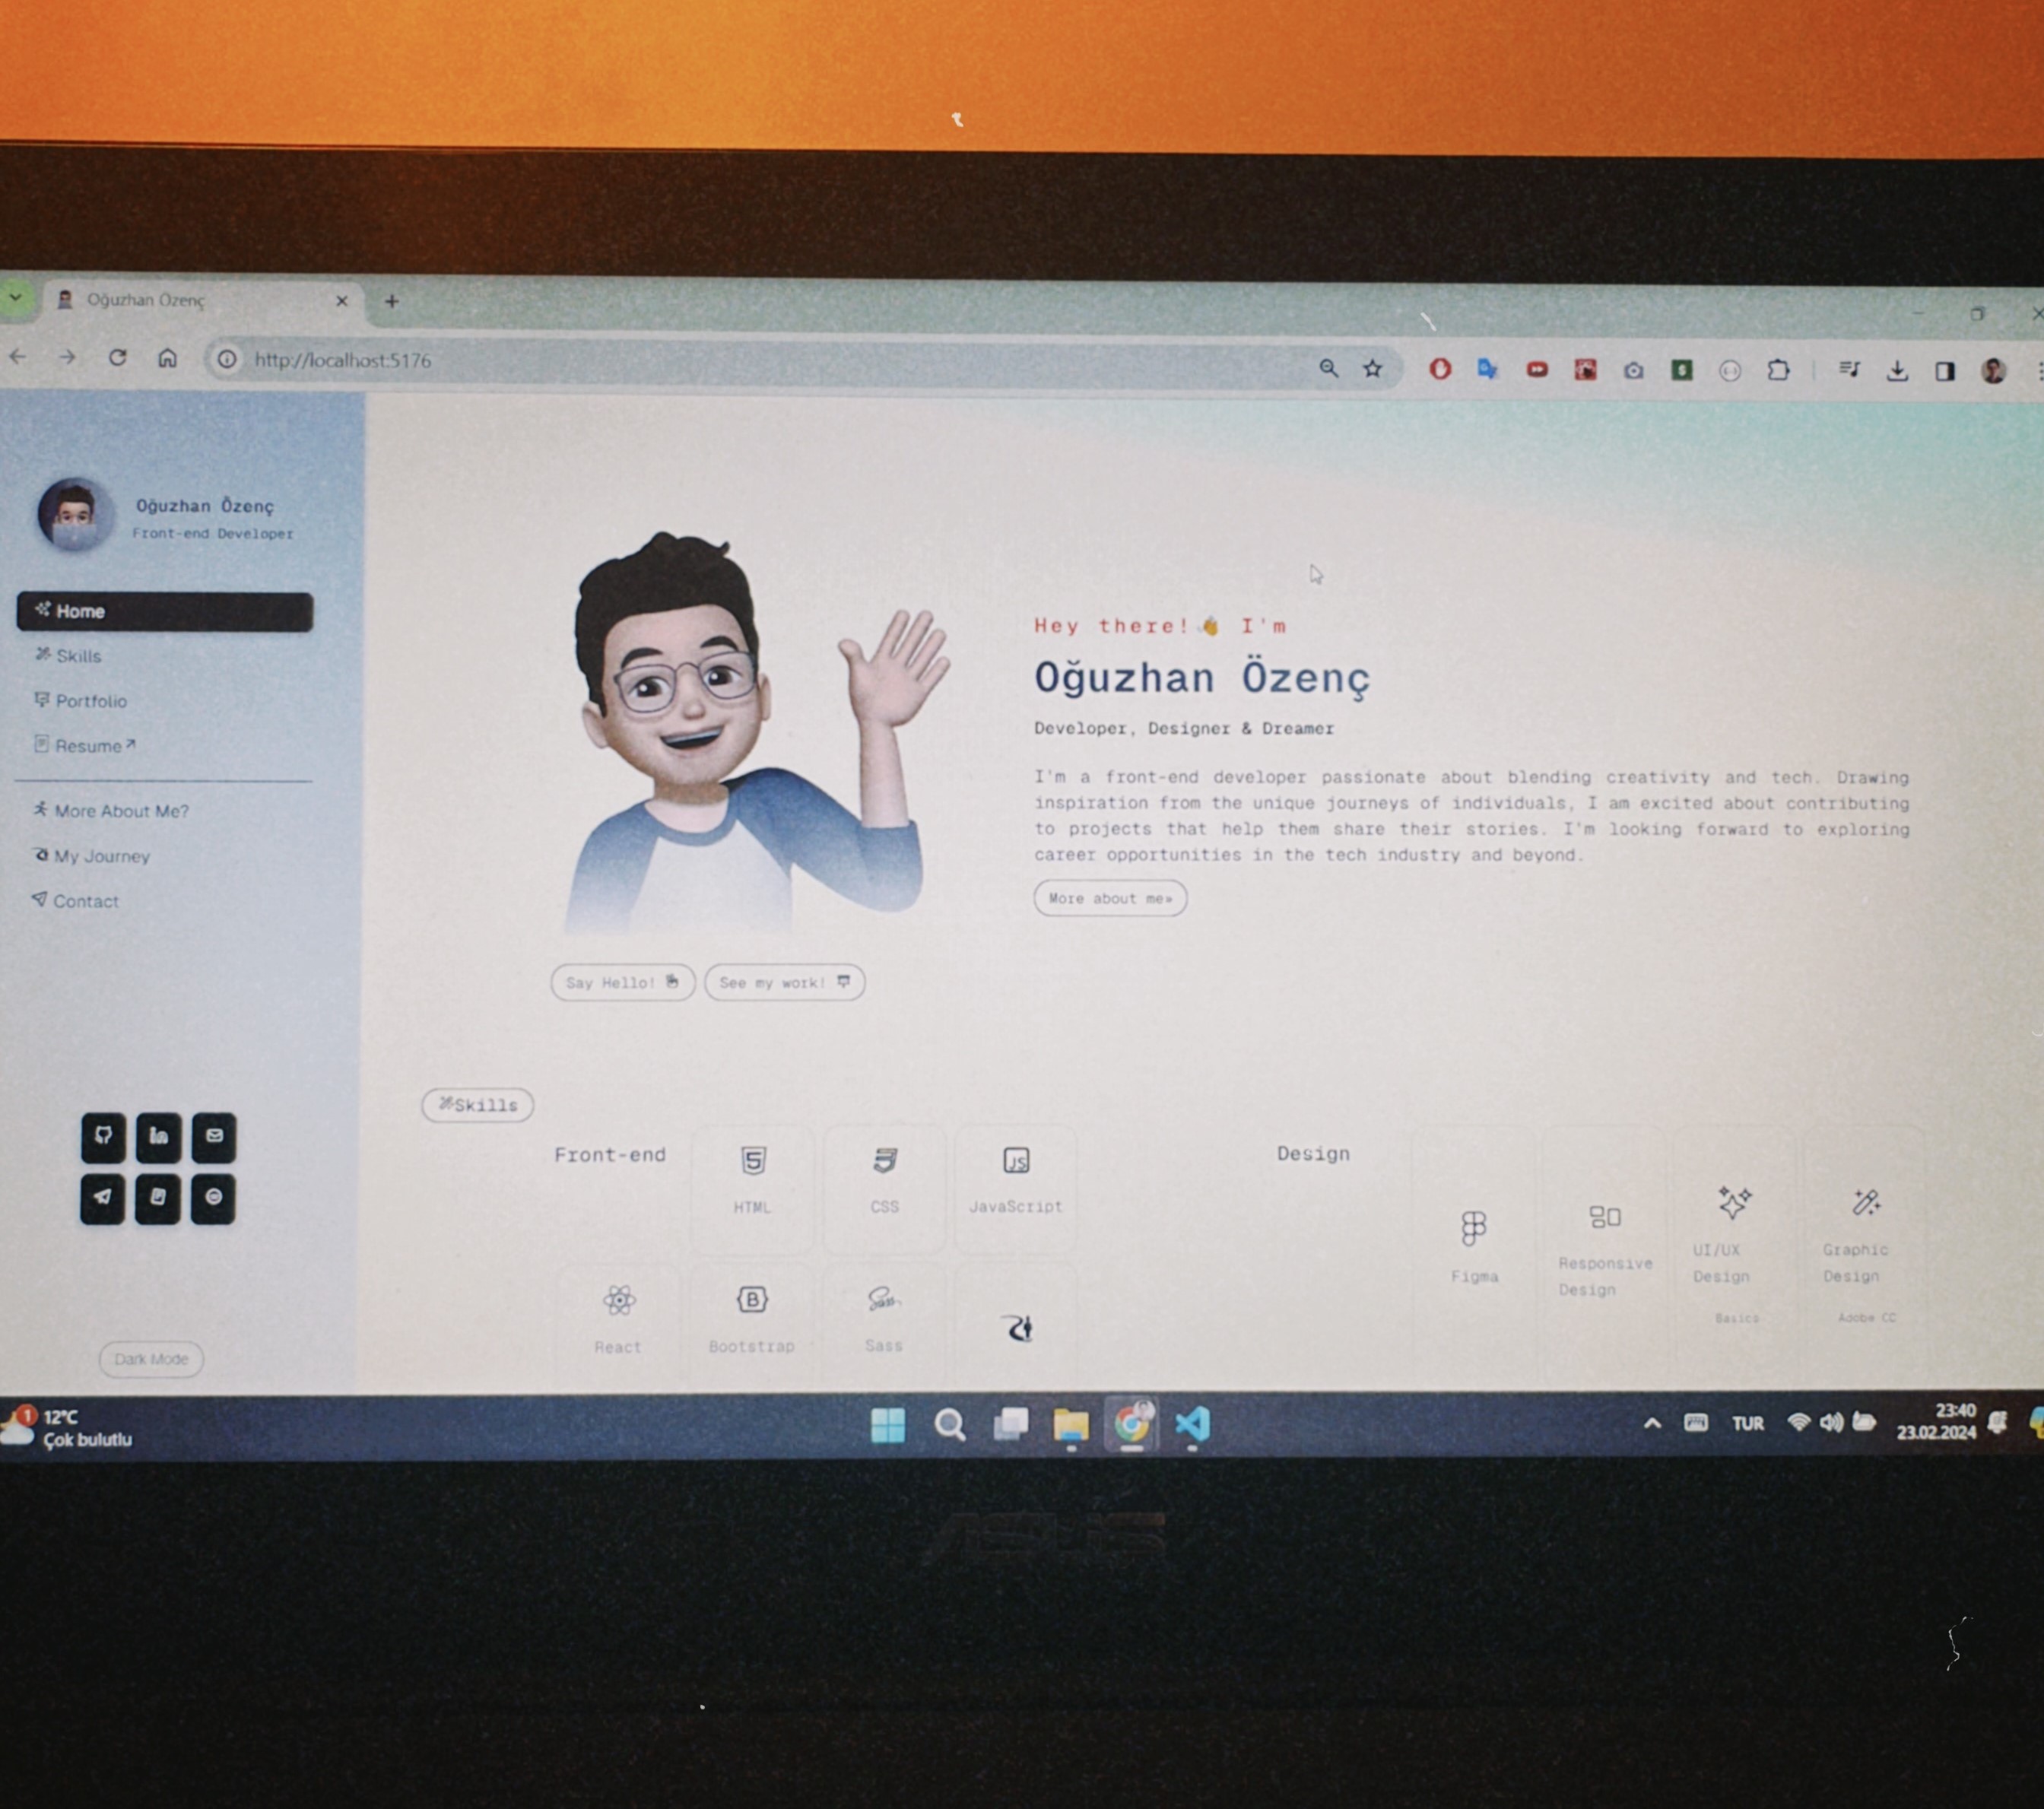 Oğuzhan Özenç
http://localhost:5176
Oğuzhan Özenç
Front-end Developer
Home
Skills
Portfolio
Resume
More About Me?
My Journey
Contact
Dark Mode
Hey there!👋 I'm
Oğuzhan Özenç
Developer, Designer & Dreamer
I'm a front-end developer passionate about blending creativity and tech. Drawing
inspiration from the unique journeys of individuals, I am excited about contributing
to projects that help them share their stories. I'm looking forward to exploring
career opportunities in the tech industry and beyond.
More about me»
Say Hello!
See my work!
Skills
Front-end
5
HTML
CSS
JS
JavaScript
React
B
Bootstrap
Sass
Sass
Design
Figma
Responsive
Design
UI/UX
Design
Basics
Graphic
Design
Adobe CC
1
12°C
Çok bulutlu
TUR
23:40
23.02.2024
ASUS